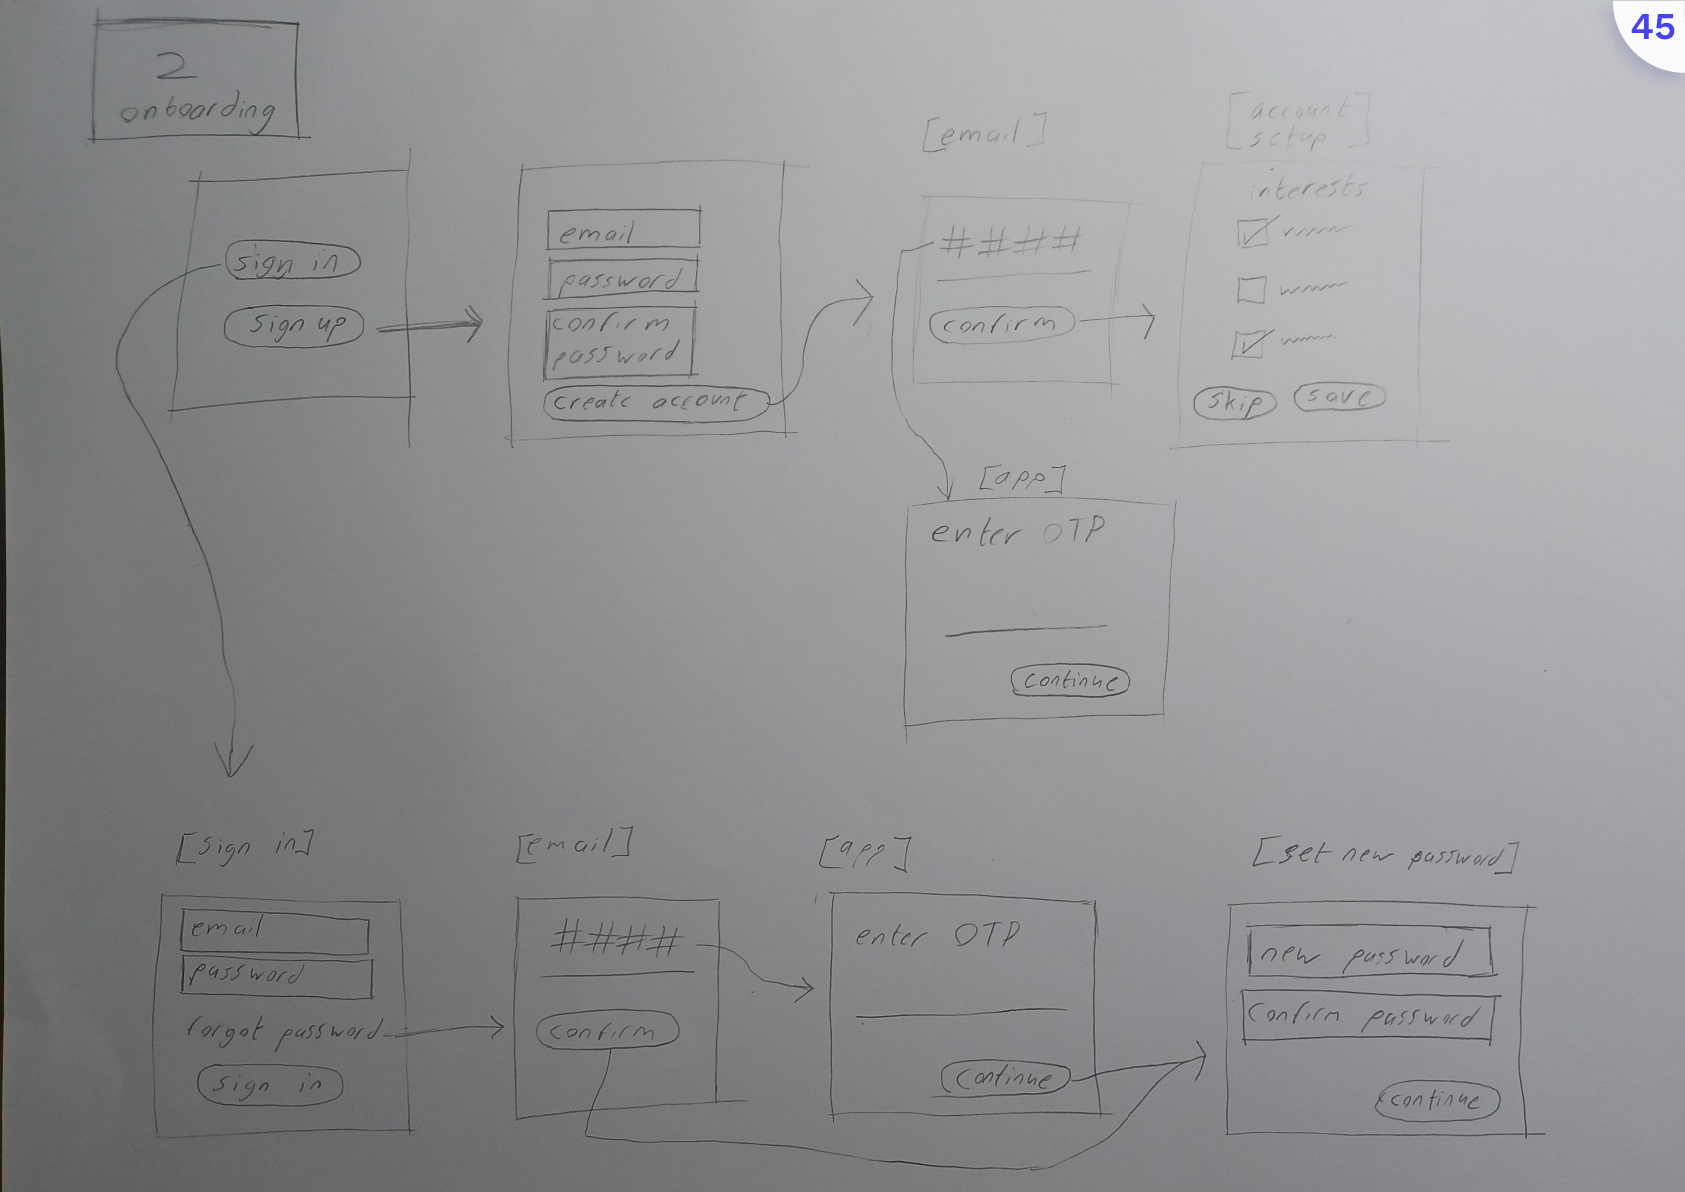 45
2
onboarding
sign in
sign up
email
password
confirm
password
create account
[email]
####
confirm
[account
setup]
interests
skip
save
[app]
enter OTP
continue
[sign in]
email
password
forgot password
sign in
[email]
####
confirm
[app]
enter OTP
continue
[set new password]
new password
confirm password
continue